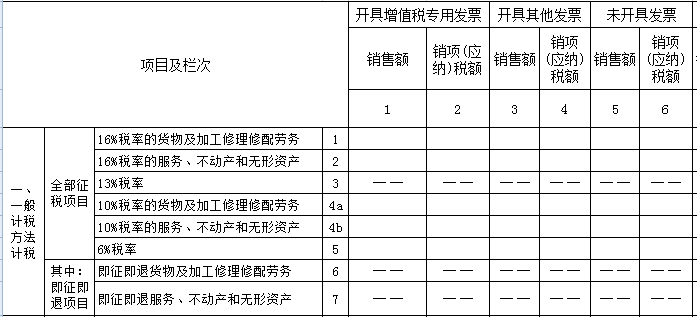 项目及栏次
开具增值税专用发票 开具其他发票 未开具发票
销售额 销项(应纳)税额 销售额 销项(应纳)税额 销售额 销项(应纳)税额
1 2 3 4 5 6
一、一般计税方法计税
全部征税项目
16%税率的货物及加工修理修配劳务 1
16%税率的服务、不动产和无形资产 2
13%税率 3 —— —— —— —— —— ——
10%税率的货物及加工修理修配劳务 4a
10%税率的服务、不动产和无形资产 4b
6%税率 5
其中:即征即退项目
即征即退货物及加工修理修配劳务 6 —— —— —— —— —— ——
即征即退服务、不动产和无形资产 7 —— —— —— —— —— ——